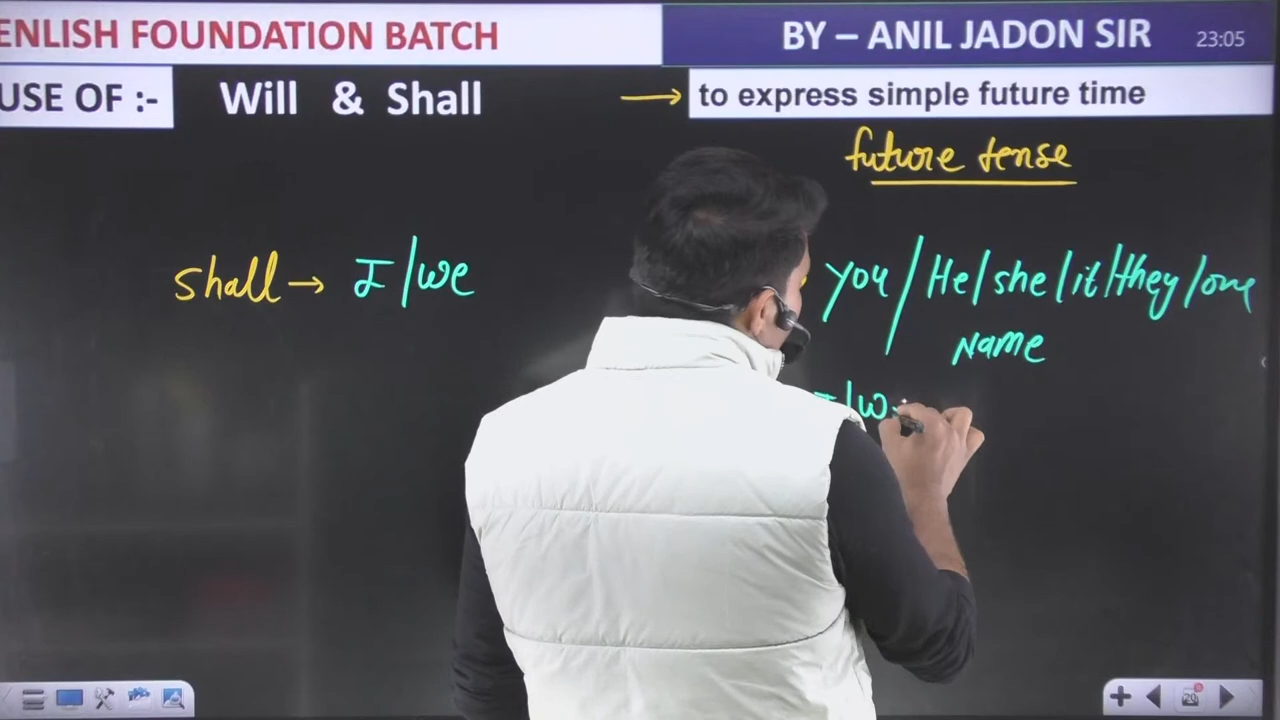 ENLISH FOUNDATION BATCH
BY – ANIL JADON SIR 23:05
USE OF :- Will & Shall → to express simple future time
future tense
shall → I/we
you / He/she/it/they/one
Name
I/w
20